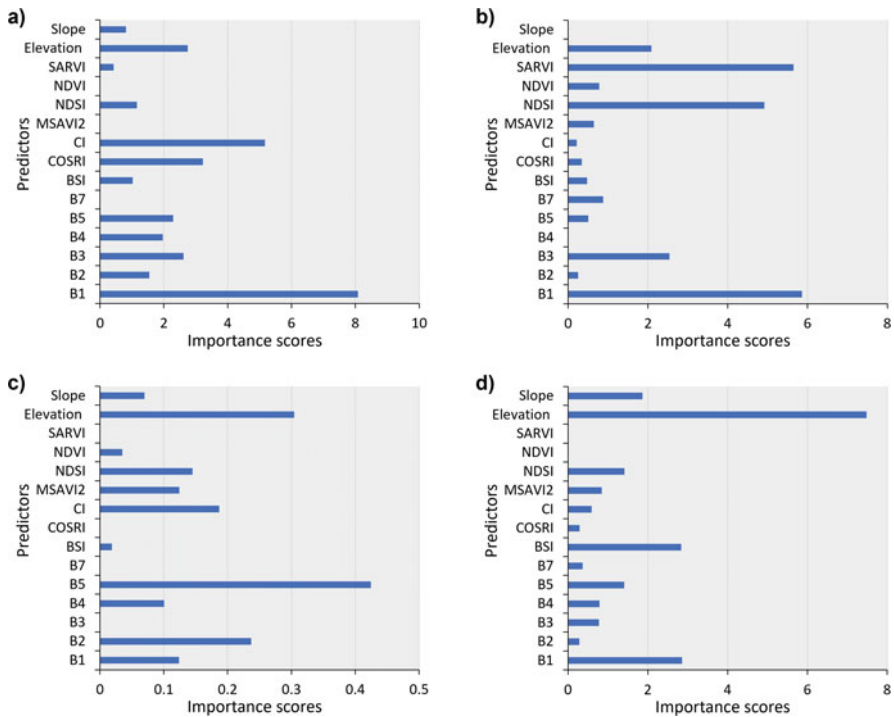 a)
Predictors
Slope
Elevation
SARVI
NDVI
NDSI
MSAVI2
CI
COSRI
BSI
B7
B5
B4
B3
B2
B1
0 2 4 6 8 10
Importance scores
b)
Predictors
Slope
Elevation
SARVI
NDVI
NDSI
MSAVI2
CI
COSRI
BSI
B7
B5
B4
B3
B2
B1
0 2 4 6 8
Importance scores
c)
Predictors
Slope
Elevation
SARVI
NDVI
NDSI
MSAVI2
CI
COSRI
BSI
B7
B5
B4
B3
B2
B1
0 0.1 0.2 0.3 0.4 0.5
Importance scores
d)
Predictors
Slope
Elevation
SARVI
NDVI
NDSI
MSAVI2
CI
COSRI
BSI
B7
B5
B4
B3
B2
B1
0 2 4 6 8
Importance scores